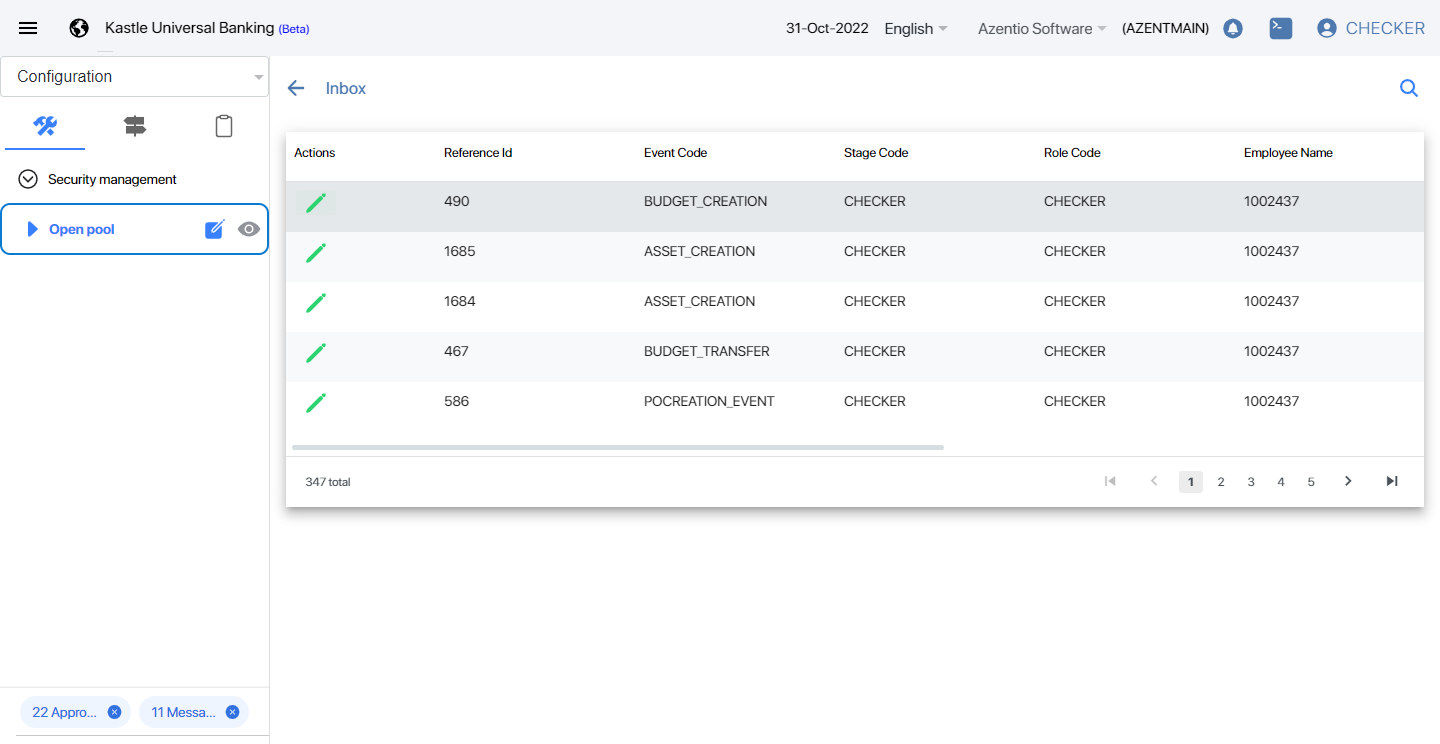 Kastle Universal Banking (Beta) 31-Oct-2022 English Azentio Software (AZENTMAIN) CHECKER
Configuration
Inbox
Security management
Open pool
Actions Reference Id Event Code Stage Code Role Code Employee Name
490 BUDGET_CREATION CHECKER CHECKER 1002437
1685 ASSET_CREATION CHECKER CHECKER 1002437
1684 ASSET_CREATION CHECKER CHECKER 1002437
467 BUDGET_TRANSFER CHECKER CHECKER 1002437
586 POCREATION_EVENT CHECKER CHECKER 1002437
347 total 1 2 3 4 5
22 Appro... 11 Messa...